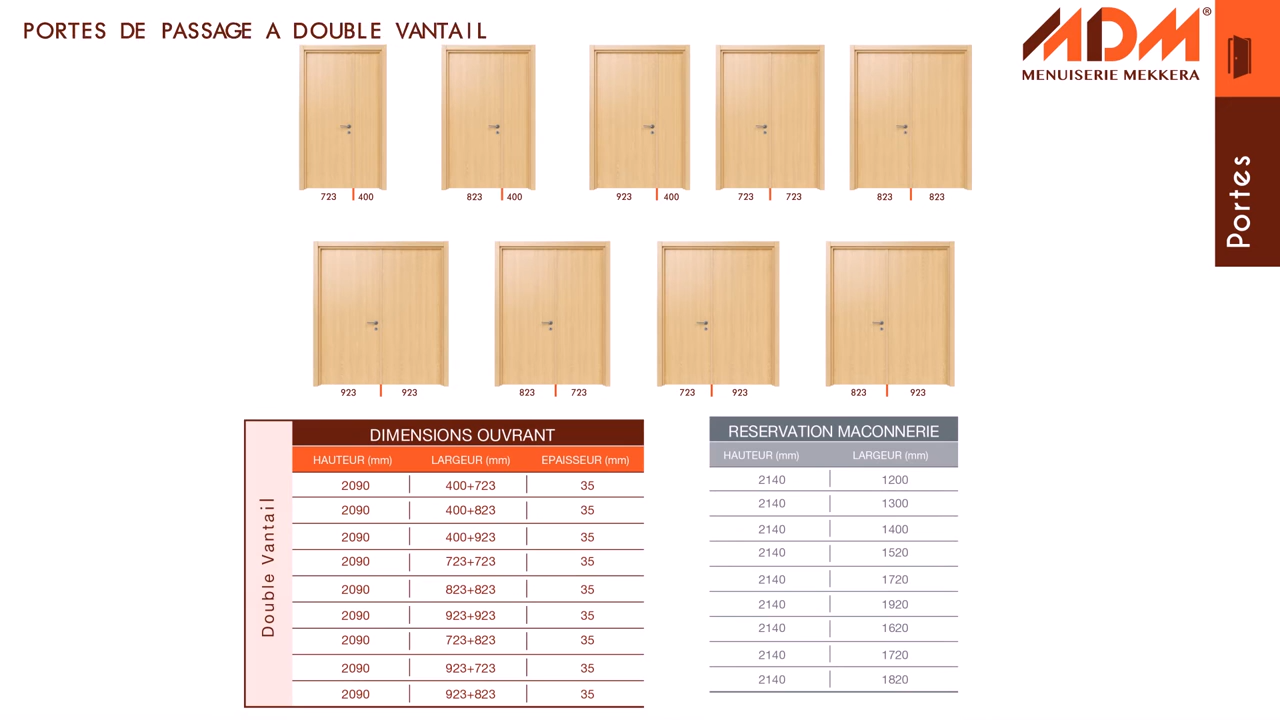 PORTES DE PASSAGE A DOUBLE VANTAIL
MDM®
MENUISERIE MEKKERA
Portes
723 400
823 400
923 400
723 723
823 823
923 923
823 723
723 923
823 923
Double Vantail
DIMENSIONS OUVRANT
HAUTEUR (mm) LARGEUR (mm) EPAISSEUR (mm)
2090 400+723 35
2090 400+823 35
2090 400+923 35
2090 723+723 35
2090 823+823 35
2090 923+923 35
2090 723+823 35
2090 923+723 35
2090 923+823 35
RESERVATION MACONNERIE
HAUTEUR (mm) LARGEUR (mm)
2140 1200
2140 1300
2140 1400
2140 1520
2140 1720
2140 1920
2140 1620
2140 1720
2140 1820